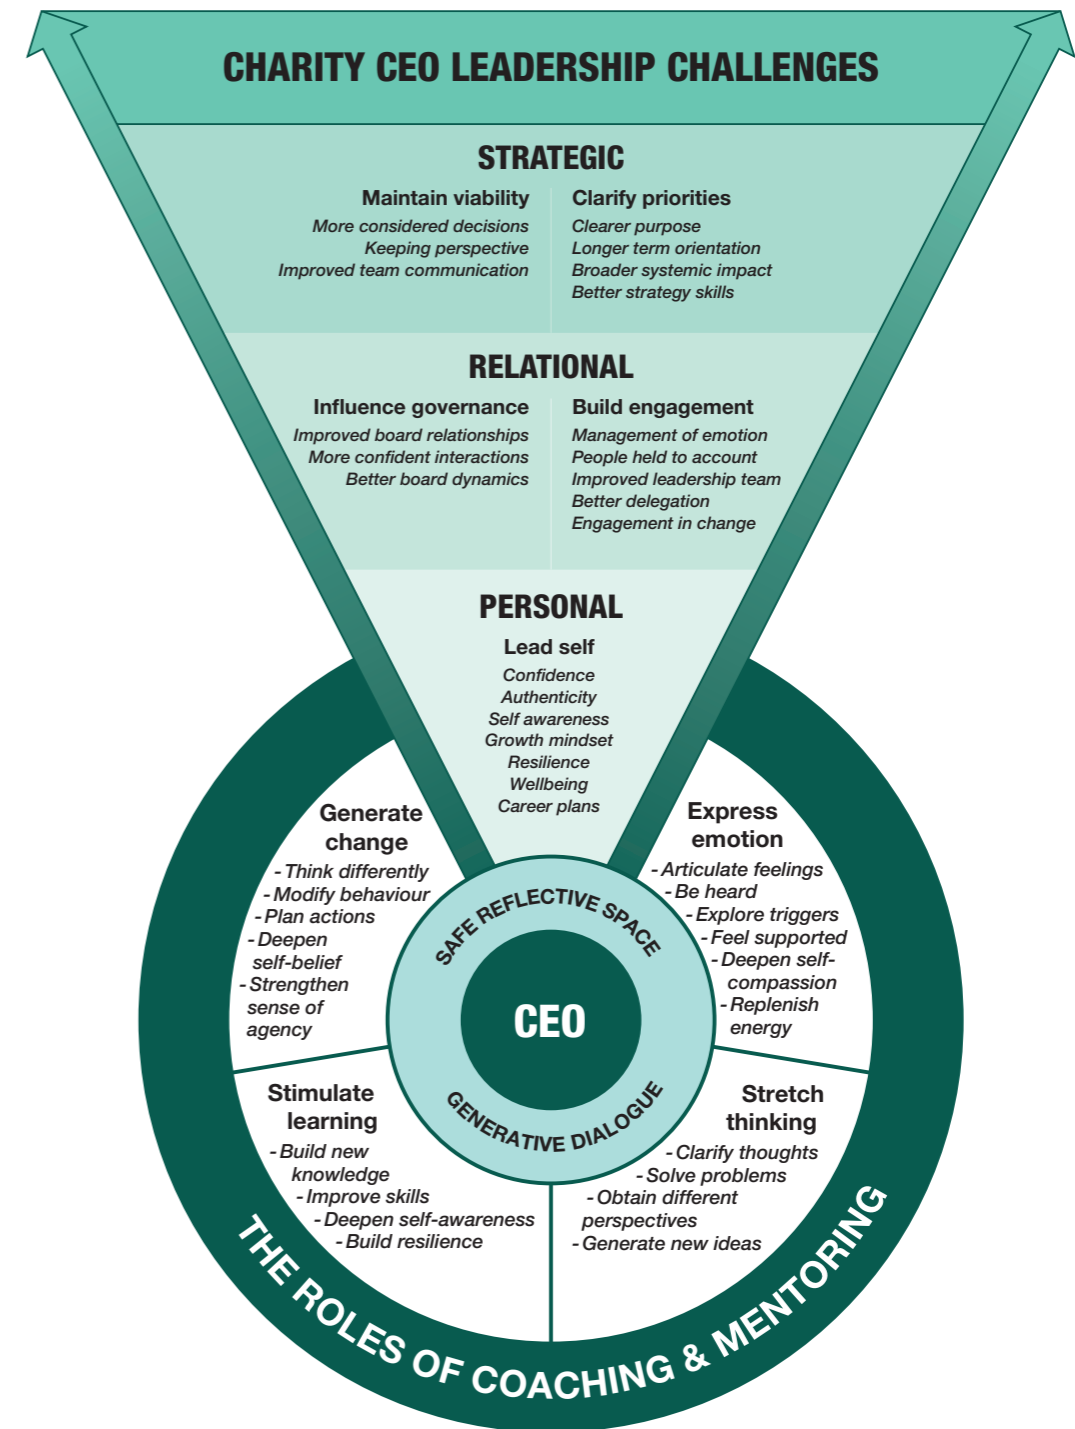 CHARITY CEO LEADERSHIP CHALLENGES
STRATEGIC
Maintain viability
More considered decisions
Keeping perspective
Improved team communication
Clarify priorities
Clearer purpose
Longer term orientation
Broader systemic impact
Better strategy skills
RELATIONAL
Influence governance
Improved board relationships
More confident interactions
Better board dynamics
Build engagement
Management of emotion
People held to account
Improved leadership team
Better delegation
Engagement in change
PERSONAL
Lead self
Confidence
Authenticity
Self awareness
Growth mindset
Resilience
Wellbeing
Career plans
Generate
change
- Think differently
- Modify behaviour
- Plan actions
- Deepen
self-belief
- Strengthen
sense of
agency
Express
emotion
- Articulate feelings
- Be heard
- Explore triggers
- Feel supported
- Deepen self-
compassion
- Replenish
energy
SAFE REFLECTIVE SPACE
CEO
GENERATIVE DIALOGUE
Stimulate
learning
- Build new
knowledge
- Improve skills
- Deepen self-awareness
- Build resilience
Stretch
thinking
- Clarify thoughts
- Solve problems
- Obtain different
perspectives
- Generate new ideas
THE ROLES OF COACHING & MENTORING